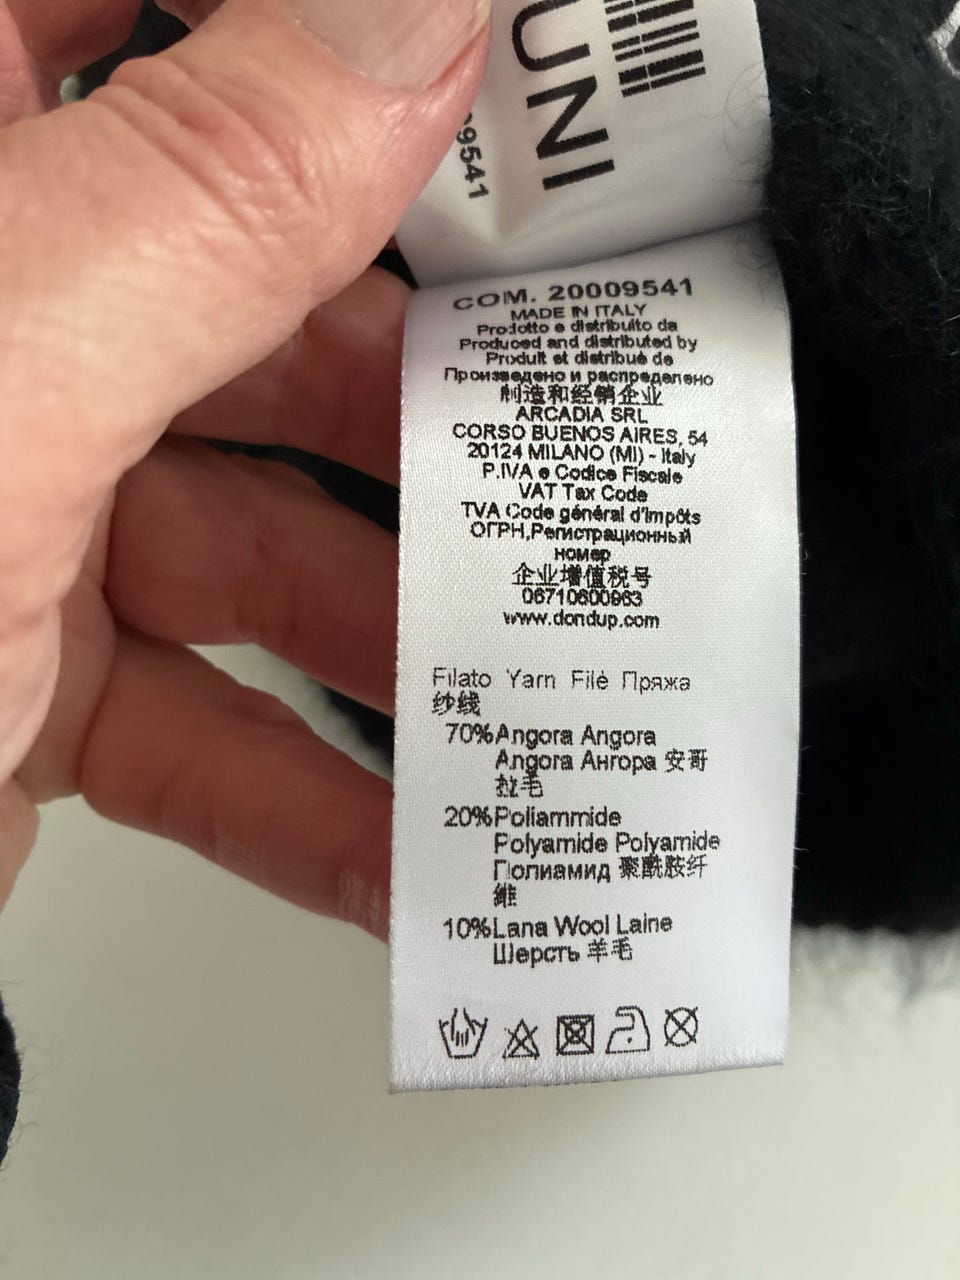 UNI
9541
COM. 20009541
MADE IN ITALY
Prodotto e distribuito da
Produced and distributed by
Produit et distribué de
Произведено и распределено
制造和经销企业
ARCADIA SRL
CORSO BUENOS AIRES, 54
20124 MILANO (MI) - Italy
P.IVA e Codice Fiscale
VAT Tax Code
TVA Code général d'impôts
ОГРН,Регистрационный
номер
企业增值税号
06710600963
www.dondup.com
Filato Yarn Filé Пряжа
纱线
70%Angora Angora
Angora Ангора 安哥
拉毛
20%Poliammide
Polyamide Polyamide
Полиамид 聚酰胺纤
维
10%Lana Wool Laine
Шерсть 羊毛